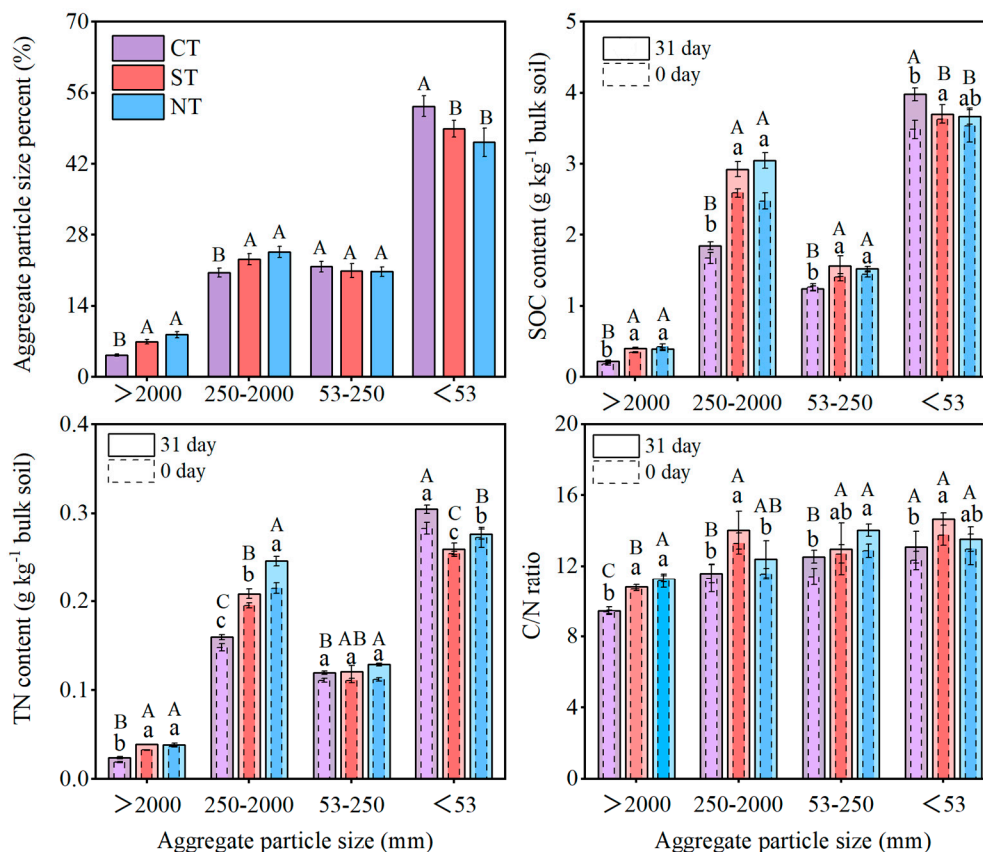 Aggregate particle size percent (%)
70
56
42
28
14
0
CT
ST
NT
B A A
B A A
A A A
A B B
>2000 250-2000 53-250 <53
SOC content (g kg⁻¹ bulk soil)
5
4
3
2
1
0
31 day
0 day
B A A
b a a
B A A
b a a
B A A
b a a
A B B
b a ab
>2000 250-2000 53-250 <53
TN content (g kg⁻¹ bulk soil)
0.4
0.3
0.2
0.1
0.0
31 day
0 day
B A A
b a a
C B A
c b a
B AB A
a a a
A C B
a c b
>2000 250-2000 53-250 <53
Aggregate particle size (mm)
C/N ratio
20
16
12
8
4
0
31 day
0 day
C B A
b a a
B A AB
b a b
B A A
b ab a
A A A
b a ab
>2000 250-2000 53-250 <53
Aggregate particle size (mm)